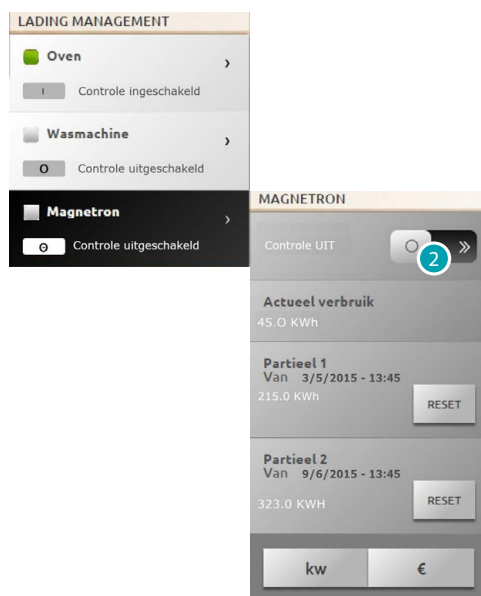 LADING MANAGEMENT
Oven
I Controle ingeschakeld
Wasmachine
O Controle uitgeschakeld
Magnetron
O Controle uitgeschakeld
MAGNETRON
Controle UIT
2
Actueel verbruik
45.O KWh
Partieel 1
Van 3/5/2015 - 13:45
215.0 KWh
RESET
Partieel 2
Van 9/6/2015 - 13:45
323.0 KWH
RESET
kw €